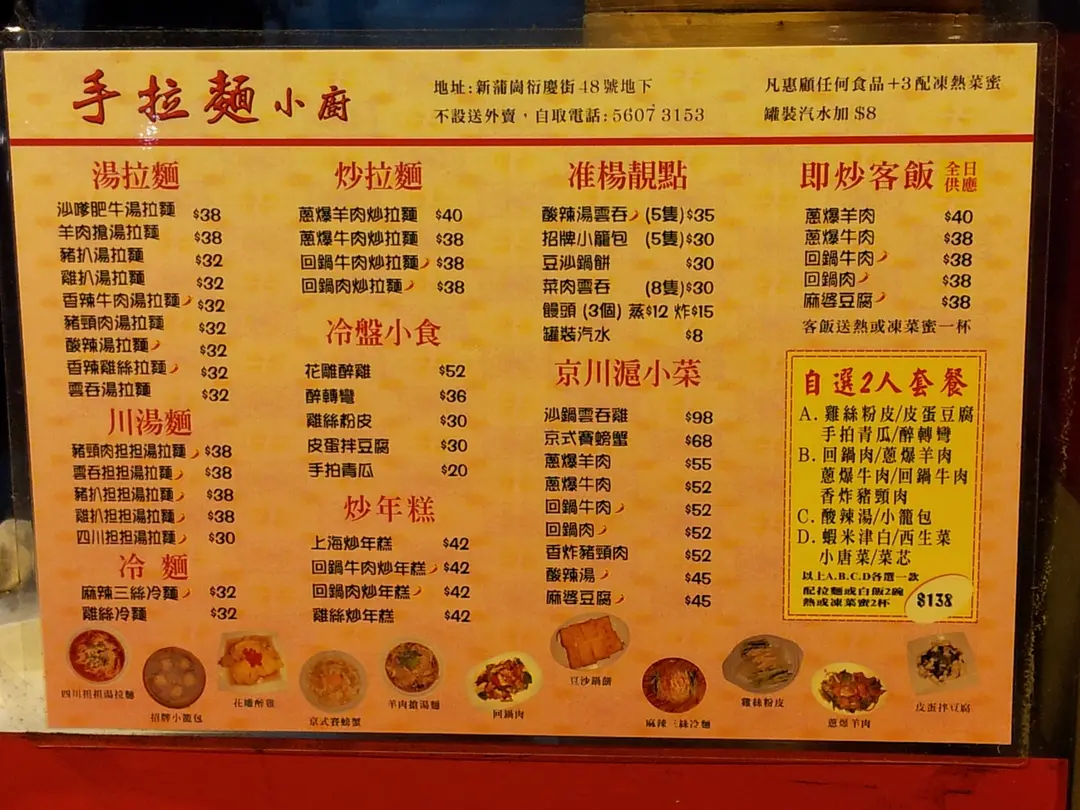 手拉麵小廚
地址:新蒲崗衍慶街48號地下
不設送外賣，自取電話:5607 3153
凡惠顧任何食品+3配凍熱菜蜜
罐裝汽水加 $8
湯拉麵
沙嗲肥牛湯拉麵 $38
羊肉搶湯拉麵 $38
豬扒湯拉麵 $32
雞扒湯拉麵 $32
香辣牛肉湯拉麵 $32
豬頸肉湯拉麵 $32
酸辣湯拉麵 $32
香辣雞絲拉麵 $32
雲吞湯拉麵 $32
川湯麵
豬頸肉担担湯拉麵 $38
雲吞担担湯拉麵 $38
豬扒担担湯拉麵 $38
雞扒担担湯拉麵 $38
四川担担湯拉麵 $30
冷麵
麻辣三絲冷麵 $32
雞絲冷麵 $32
炒拉麵
蔥爆羊肉炒拉麵 $40
蔥爆牛肉炒拉麵 $38
回鍋牛肉炒拉麵 $38
回鍋肉炒拉麵 $38
冷盤小食
花雕醉雞 $52
醉轉彎 $36
雞絲粉皮 $30
皮蛋拌豆腐 $30
手拍青瓜 $20
炒年糕
上海炒年糕 $42
回鍋牛肉炒年糕 $42
回鍋肉炒年糕 $42
雞絲炒年糕 $42
准楊靚點
酸辣湯雲吞 (5隻) $35
招牌小籠包 (5隻) $30
豆沙鍋餅 $30
菜肉雲吞 (8隻) $30
饅頭 (3個) 蒸$12 炸$15
罐裝汽水 $8
京川滬小菜
沙鍋雲吞雞 $98
京式賽螃蟹 $68
蔥爆羊肉 $55
蔥爆牛肉 $52
回鍋牛肉 $52
回鍋肉 $52
香炸豬頸肉 $52
酸辣湯 $45
麻婆豆腐 $45
即炒客飯 全日供應
蔥爆羊肉 $40
蔥爆牛肉 $38
回鍋牛肉 $38
回鍋肉 $38
麻婆豆腐 $38
客飯送熱或凍菜蜜一杯
自選2人套餐
A. 雞絲粉皮/皮蛋豆腐
手拍青瓜/醉轉彎
B. 回鍋肉/蔥爆羊肉
蔥爆牛肉/回鍋牛肉
香炸豬頸肉
C. 酸辣湯/小籠包
D. 蝦米津白/西生菜
小唐菜/菜芯
以上A.B.C.D各選一款
配拉麵或白飯2碗
熱或凍菜蜜2杯
$138
四川担担湯拉麵
招牌小籠包
花雕醉雞
京式賽螃蟹
羊肉搶湯麵
回鍋肉
豆沙鍋餅
麻辣三絲冷麵
雞絲粉皮
蔥爆羊肉
皮蛋拌豆腐